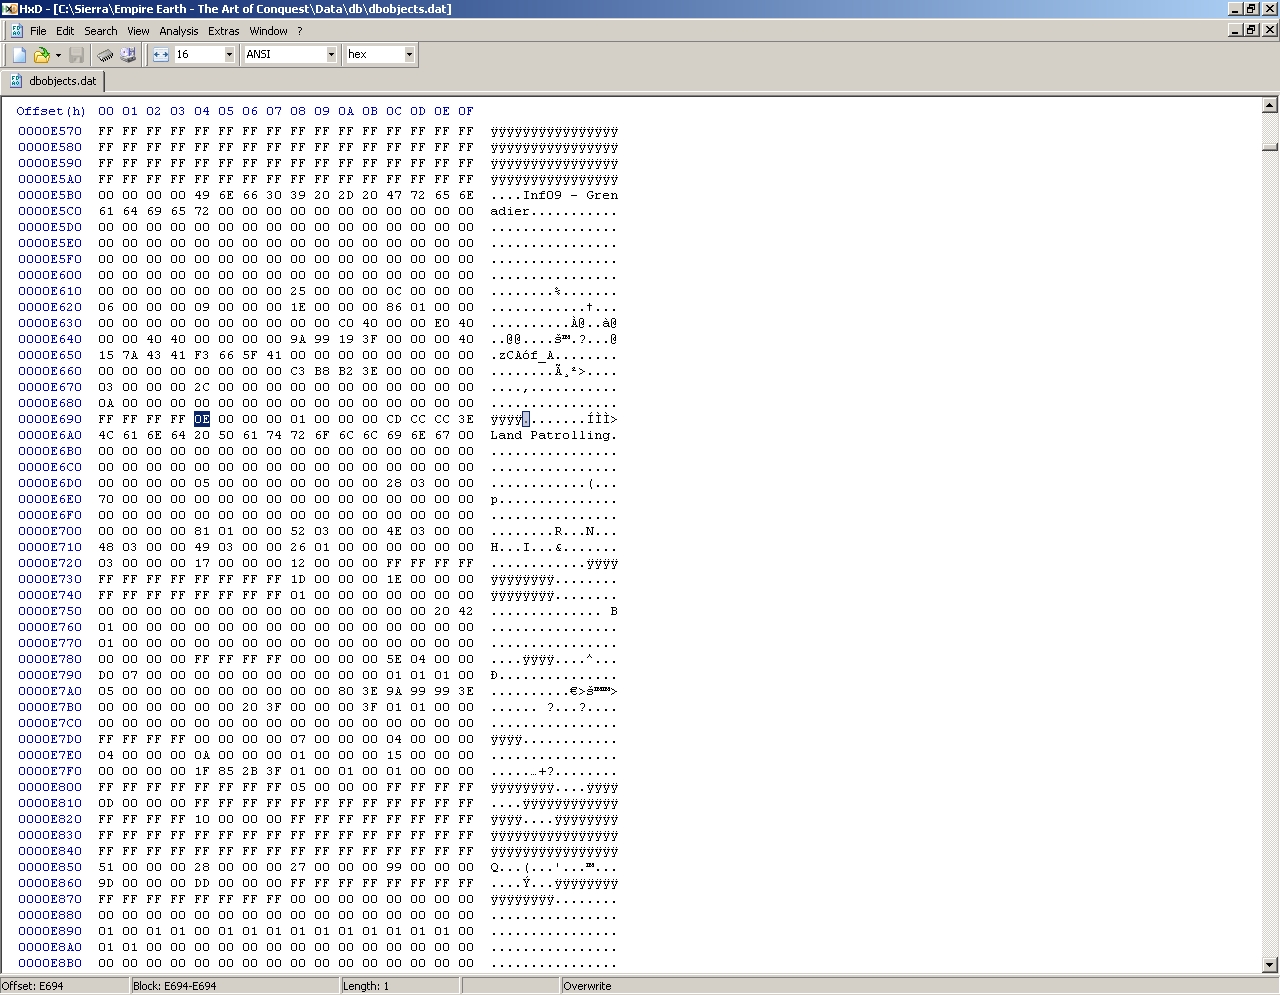 HxD - [C:\Sierra\Empire Earth - The Art of Conquest\Data\db\dbobjects.dat]
File Edit Search View Analysis Extras Window ?
16 ANSI hex
dbobjects.dat
Offset(h) 00 01 02 03 04 05 06 07 08 09 0A 0B 0C 0D 0E 0F
0000E570 FF FF FF FF FF FF FF FF FF FF FF FF FF FF FF FF ÿÿÿÿÿÿÿÿÿÿÿÿÿÿÿÿ
0000E580 FF FF FF FF FF FF FF FF FF FF FF FF FF FF FF FF ÿÿÿÿÿÿÿÿÿÿÿÿÿÿÿÿ
0000E590 FF FF FF FF FF FF FF FF FF FF FF FF FF FF FF FF ÿÿÿÿÿÿÿÿÿÿÿÿÿÿÿÿ
0000E5A0 FF FF FF FF FF FF FF FF FF FF FF FF FF FF FF FF ÿÿÿÿÿÿÿÿÿÿÿÿÿÿÿÿ
0000E5B0 00 00 00 00 49 6E 66 30 39 20 2D 20 47 72 65 6E ....Inf09 - Gren
0000E5C0 61 64 69 65 72 00 00 00 00 00 00 00 00 00 00 00 adier...........
0000E5D0 00 00 00 00 00 00 00 00 00 00 00 00 00 00 00 00 ................
0000E5E0 00 00 00 00 00 00 00 00 00 00 00 00 00 00 00 00 ................
0000E5F0 00 00 00 00 00 00 00 00 00 00 00 00 00 00 00 00 ................
0000E600 00 00 00 00 00 00 00 00 00 00 00 00 00 00 00 00 ................
0000E610 00 00 00 00 00 00 00 00 25 00 00 00 0C 00 00 00 ........%.......
0000E620 06 00 00 00 09 00 00 00 1E 00 00 00 86 01 00 00 ............†...
0000E630 00 00 00 00 00 00 00 00 00 00 C0 40 00 00 E0 40 ..........À@..à@
0000E640 00 00 40 40 00 00 00 00 9A 99 19 3F 00 00 00 40 ..@@....š™.?...@
0000E650 15 7A 43 41 F3 66 5F 41 00 00 00 00 00 00 00 00 .zCAóf_A........
0000E660 00 00 00 00 00 00 00 00 C3 B8 B2 3E 00 00 00 00 ........Ã¸²>....
0000E670 03 00 00 00 2C 00 00 00 00 00 00 00 00 00 00 00 ....,...........
0000E680 0A 00 00 00 00 00 00 00 00 00 00 00 00 00 00 00 ................
0000E690 FF FF FF FF 0E 00 00 00 01 00 00 00 CD CC CC 3E ÿÿÿÿ........ÍÌÌ>
0000E6A0 4C 61 6E 64 20 50 61 74 72 6F 6C 6C 69 6E 67 00 Land Patrolling.
0000E6B0 00 00 00 00 00 00 00 00 00 00 00 00 00 00 00 00 ................
0000E6C0 00 00 00 00 00 00 00 00 00 00 00 00 00 00 00 00 ................
0000E6D0 00 00 00 00 05 00 00 00 00 00 00 00 28 03 00 00 ............(...
0000E6E0 70 00 00 00 00 00 00 00 00 00 00 00 00 00 00 00 p...............
0000E6F0 00 00 00 00 00 00 00 00 00 00 00 00 00 00 00 00 ................
0000E700 00 00 00 00 81 01 00 00 52 03 00 00 4E 03 00 00 ........R...N...
0000E710 48 03 00 00 49 03 00 00 26 01 00 00 00 00 00 00 H...I...&.......
0000E720 03 00 00 00 17 00 00 00 12 00 00 00 FF FF FF FF ............ÿÿÿÿ
0000E730 FF FF FF FF FF FF FF FF 1D 00 00 00 1E 00 00 00 ÿÿÿÿÿÿÿÿ........
0000E740 FF FF FF FF FF FF FF FF 01 00 00 00 00 00 00 00 ÿÿÿÿÿÿÿÿ........
0000E750 00 00 00 00 00 00 00 00 00 00 00 00 00 00 20 42 .............. B
0000E760 01 00 00 00 00 00 00 00 00 00 00 00 00 00 00 00 ................
0000E770 01 00 00 00 00 00 00 00 00 00 00 00 00 00 00 00 ................
0000E780 00 00 00 00 FF FF FF FF 00 00 00 00 5E 04 00 00 ....ÿÿÿÿ....^...
0000E790 D0 07 00 00 00 00 00 00 00 00 00 00 01 01 01 00 Ð...............
0000E7A0 05 00 00 00 00 00 00 00 00 00 80 3E 9A 99 99 3E ..........€>š™™>
0000E7B0 00 00 00 00 00 00 20 3F 00 00 00 3F 01 01 00 00 ...... ?...?....
0000E7C0 00 00 00 00 00 00 00 00 00 00 00 00 00 00 00 00 ................
0000E7D0 FF FF FF FF 00 00 00 00 07 00 00 00 04 00 00 00 ÿÿÿÿ............
0000E7E0 04 00 00 00 0A 00 00 00 01 00 00 00 15 00 00 00 ................
0000E7F0 00 00 00 00 1F 85 2B 3F 01 00 01 00 01 00 00 00 .....…+?........
0000E800 FF FF FF FF FF FF FF FF 05 00 00 00 FF FF FF FF ÿÿÿÿÿÿÿÿ....ÿÿÿÿ
0000E810 0D 00 00 00 FF FF FF FF FF FF FF FF FF FF FF FF ....ÿÿÿÿÿÿÿÿÿÿÿÿ
0000E820 FF FF FF FF 10 00 00 00 FF FF FF FF FF FF FF FF ÿÿÿÿ....ÿÿÿÿÿÿÿÿ
0000E830 FF FF FF FF FF FF FF FF FF FF FF FF FF FF FF FF ÿÿÿÿÿÿÿÿÿÿÿÿÿÿÿÿ
0000E840 FF FF FF FF FF FF FF FF FF FF FF FF FF FF FF FF ÿÿÿÿÿÿÿÿÿÿÿÿÿÿÿÿ
0000E850 51 00 00 00 28 00 00 00 27 00 00 00 99 00 00 00 Q...(...'...™...
0000E860 9D 00 00 00 DD 00 00 00 FF FF FF FF FF FF FF FF ....Ý...ÿÿÿÿÿÿÿÿ
0000E870 FF FF FF FF FF FF FF FF 00 00 00 00 00 00 00 00 ÿÿÿÿÿÿÿÿ........
0000E880 00 00 00 00 00 00 00 00 00 00 00 00 00 00 00 00 ................
0000E890 01 00 01 01 00 01 01 01 01 01 01 01 01 01 01 00 ................
0000E8A0 01 01 00 00 00 00 00 00 00 00 00 00 00 00 00 00 ................
0000E8B0 00 00 00 00 00 00 00 00 00 00 00 00 00 00 00 00 ................
Offset: E694 Block: E694-E694 Length: 1 Overwrite